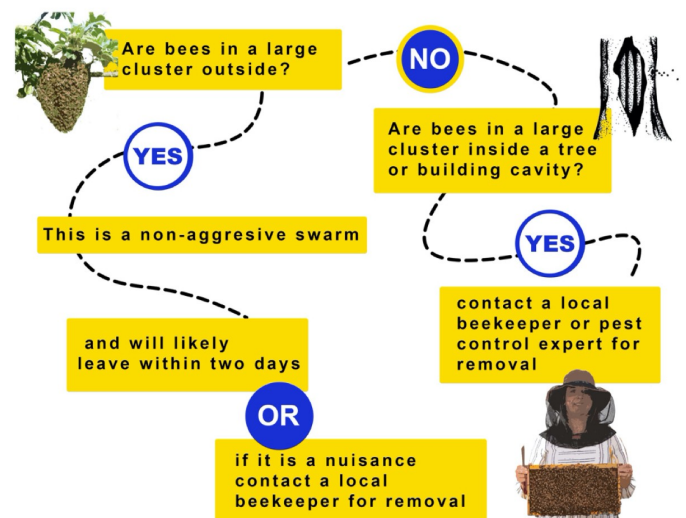 Are bees in a large
cluster outside?
NO
Are bees in a large
cluster inside a tree
or building cavity?
YES
This is a non-aggresive swarm
YES
and will likely
leave within two days
contact a local
beekeeper or pest
control expert for
removal
OR
if it is a nuisance
contact a local
beekeeper for removal